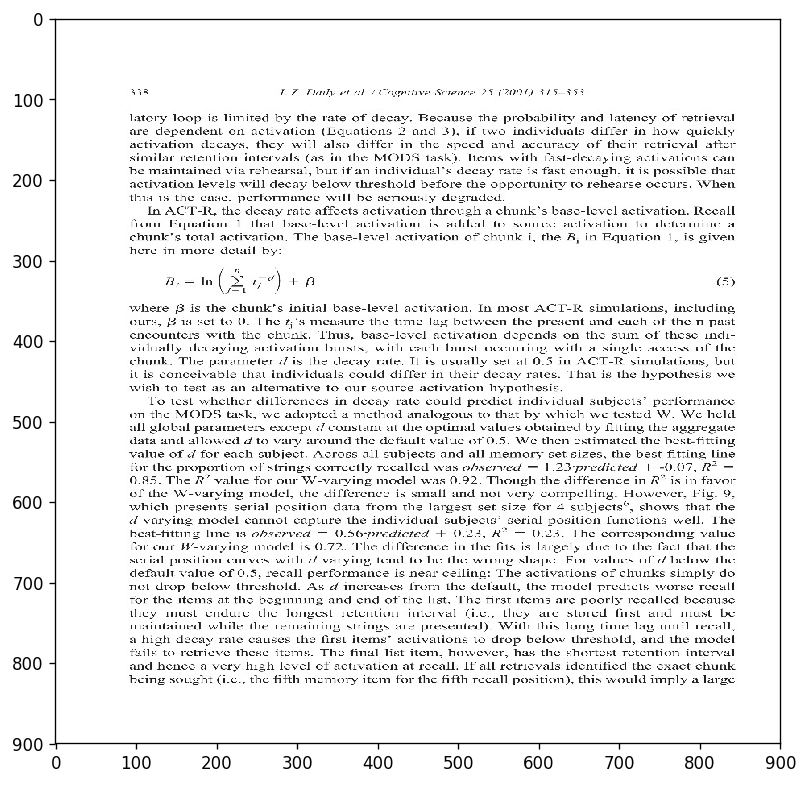 0
100
200
300
400
500
600
700
800
900
0 100 200 300 400 500 600 700 800 900
338 L.Z. Daily et al. / Cognitive Science 25 (2001) 315–353
latory loop is limited by the rate of decay. Because the probability and latency of retrieval
are dependent on activation (Equations 2 and 3), if two individuals differ in how quickly
activation decays, they will also differ in the speed and accuracy of their retrieval after
similar retention intervals (as in the MODS task). Items with fast-decaying activations can
be maintained via rehearsal, but if an individual's decay rate is fast enough, it is possible that
activation levels will decay below threshold before the opportunity to rehearse occurs. When
this is the case, performance will be seriously degraded.
In ACT-R, the decay rate affects activation through a chunk's base-level activation. Recall
from Equation 1 that base-level activation is added to source activation to determine a
chunk's total activation. The base-level activation of chunk i, the Bᵢ in Equation 1, is given
here in more detail by:
Bᵢ = ln (∑ⁿⱼ₌₁ tⱼ⁻ᵈ) + β (5)
where β is the chunk's initial base-level activation. In most ACT-R simulations, including
ours, β is set to 0. The tⱼ's measure the time lag between the present and each of the n past
encounters with the chunk. Thus, base-level activation depends on the sum of these indi-
vidually decaying activation bursts, with each burst occurring with a single access of the
chunk. The parameter d is the decay rate. It is usually set at 0.5 in ACT-R simulations, but
it is conceivable that individuals could differ in their decay rates. That is the hypothesis we
wish to test as an alternative to our source activation hypothesis.
To test whether differences in decay rate could predict individual subjects' performance
on the MODS task, we adopted a method analogous to that by which we tested W. We held
all global parameters except d constant at the optimal values obtained by fitting the aggregate
data and allowed d to vary around the default value of 0.5. We then estimated the best-fitting
value of d for each subject. Across all subjects and all memory set sizes, the best fitting line
for the proportion of strings correctly recalled was observed = 1.23·predicted + -0.07, R² =
0.85. The R² value for our W-varying model was 0.92. Though the difference in R² is in favor
of the W-varying model, the difference is small and not very compelling. However, Fig. 9,
which presents serial position data from the largest set size for 4 subjects⁶, shows that the
d varying model cannot capture the individual subjects' serial position functions well. The
best-fitting line is observed = 0.56·predicted + 0.23, R² = 0.23. The corresponding value
for our W-varying model is 0.72. The difference in the fits is largely due to the fact that the
serial position curves with d varying tend to be the wrong shape. For values of d below the
default value of 0.5, recall performance is near ceiling: The activations of chunks simply do
not drop below threshold. As d increases from the default, the model predicts worse recall
for the items at the beginning and end of the list. The first items are poorly recalled because
they must endure the longest retention interval (i.e., they are stored first and must be
maintained while the remaining strings are presented). With this long time lag until recall,
a high decay rate causes the first items' activations to drop below threshold, and the model
fails to retrieve these items. The final list item, however, has the shortest retention interval
and hence a very high level of activation at recall. If all retrievals identified the exact chunk
being sought (i.e., the fifth memory item for the fifth recall position), this would imply a large